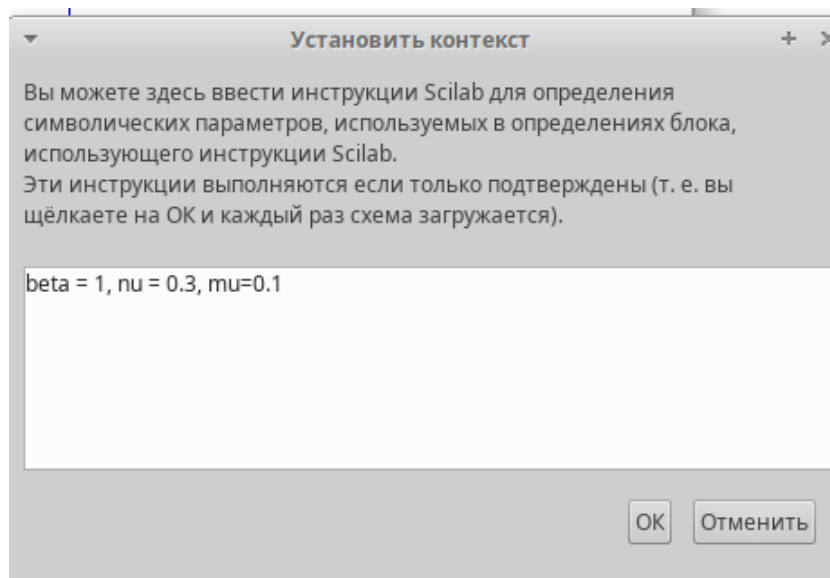 Установить контекст
Вы можете здесь ввести инструкции Scilab для определения
символических параметров, используемых в определениях блока,
использующего инструкции Scilab.
Эти инструкции выполняются если только подтверждены (т. е. вы
щёлкаете на ОК и каждый раз схема загружается).
beta = 1, nu = 0.3, mu=0.1
ОК Отменить